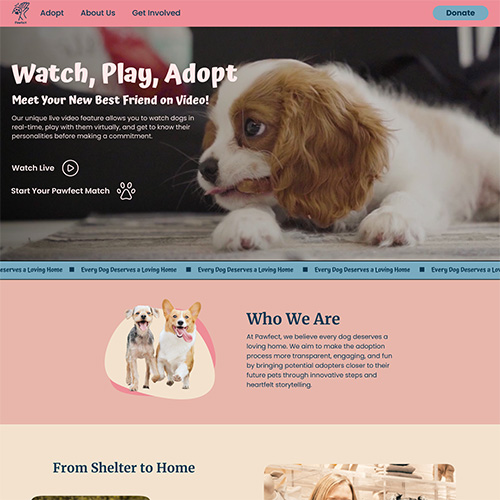 Pawfect
Adopt About Us Get Involved
Donate
Watch, Play, Adopt
Meet Your New Best Friend on Video!
Our unique live video feature allows you to watch dogs in
real-time, play with them virtually, and get to know their
personalities before making a commitment.
Watch Live
Start Your Pawfect Match
eserves a Loving Home ■ Every Dog Deserves a Loving Home ■ Every Dog Deserves a Loving Home ■ Every Dog Deserves a Loving Home ■ Every Dog Deserves a Lovin
Who We Are
At Pawfect, we believe every dog deserves a
loving home. We aim to make the adoption
process more transparent, engaging, and fun
by bringing potential adopters closer to their
future pets through innovative steps and
heartfelt storytelling.
From Shelter to Home